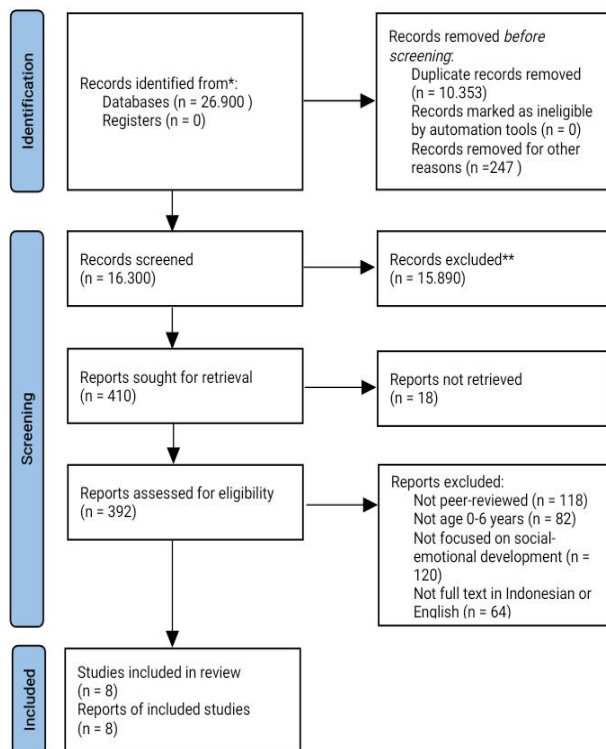 Identification
Records identified from*:
Databases (n = 26.900 )
Registers (n = 0)
Records removed before
screening:
Duplicate records removed
(n = 10.353)
Records marked as ineligible
by automation tools (n = 0)
Records removed for other
reasons (n =247 )
Screening
Records screened
(n = 16.300)
Records excluded**
(n = 15.890)
Reports sought for retrieval
(n = 410)
Reports not retrieved
(n = 18)
Reports assessed for eligibility
(n = 392)
Reports excluded:
Not peer-reviewed (n = 118)
Not age 0-6 years (n = 82)
Not focused on social-
emotional development (n =
120)
Not full text in Indonesian or
English (n = 64)
Included
Studies included in review
(n = 8)
Reports of included studies
(n = 8)